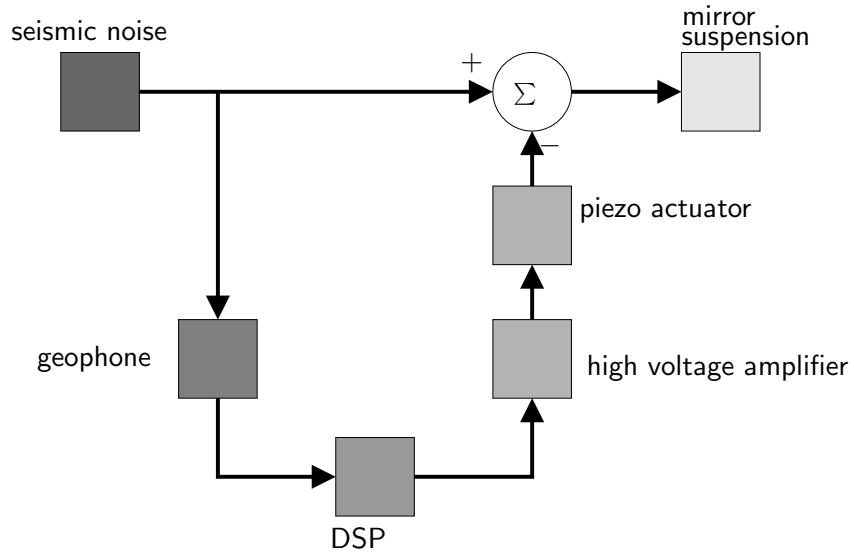 seismic noise
mirror
suspension
+
Σ
−
piezo actuator
geophone
high voltage amplifier
DSP